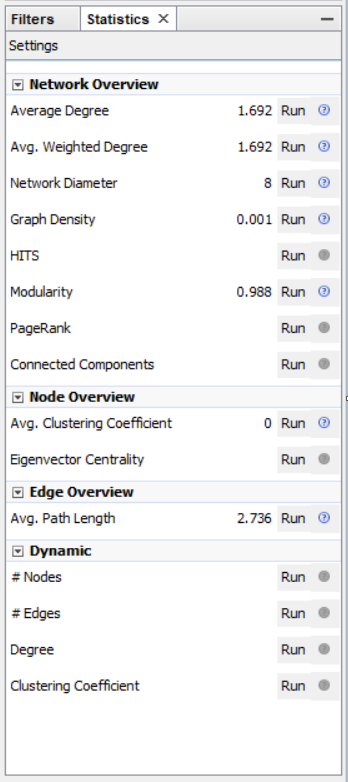 Filters Statistics ×
Settings
Network Overview
Average Degree 1.692 Run
Avg. Weighted Degree 1.692 Run
Network Diameter 8 Run
Graph Density 0.001 Run
HITS Run
Modularity 0.988 Run
PageRank Run
Connected Components Run
Node Overview
Avg. Clustering Coefficient 0 Run
Eigenvector Centrality Run
Edge Overview
Avg. Path Length 2.736 Run
Dynamic
# Nodes Run
# Edges Run
Degree Run
Clustering Coefficient Run